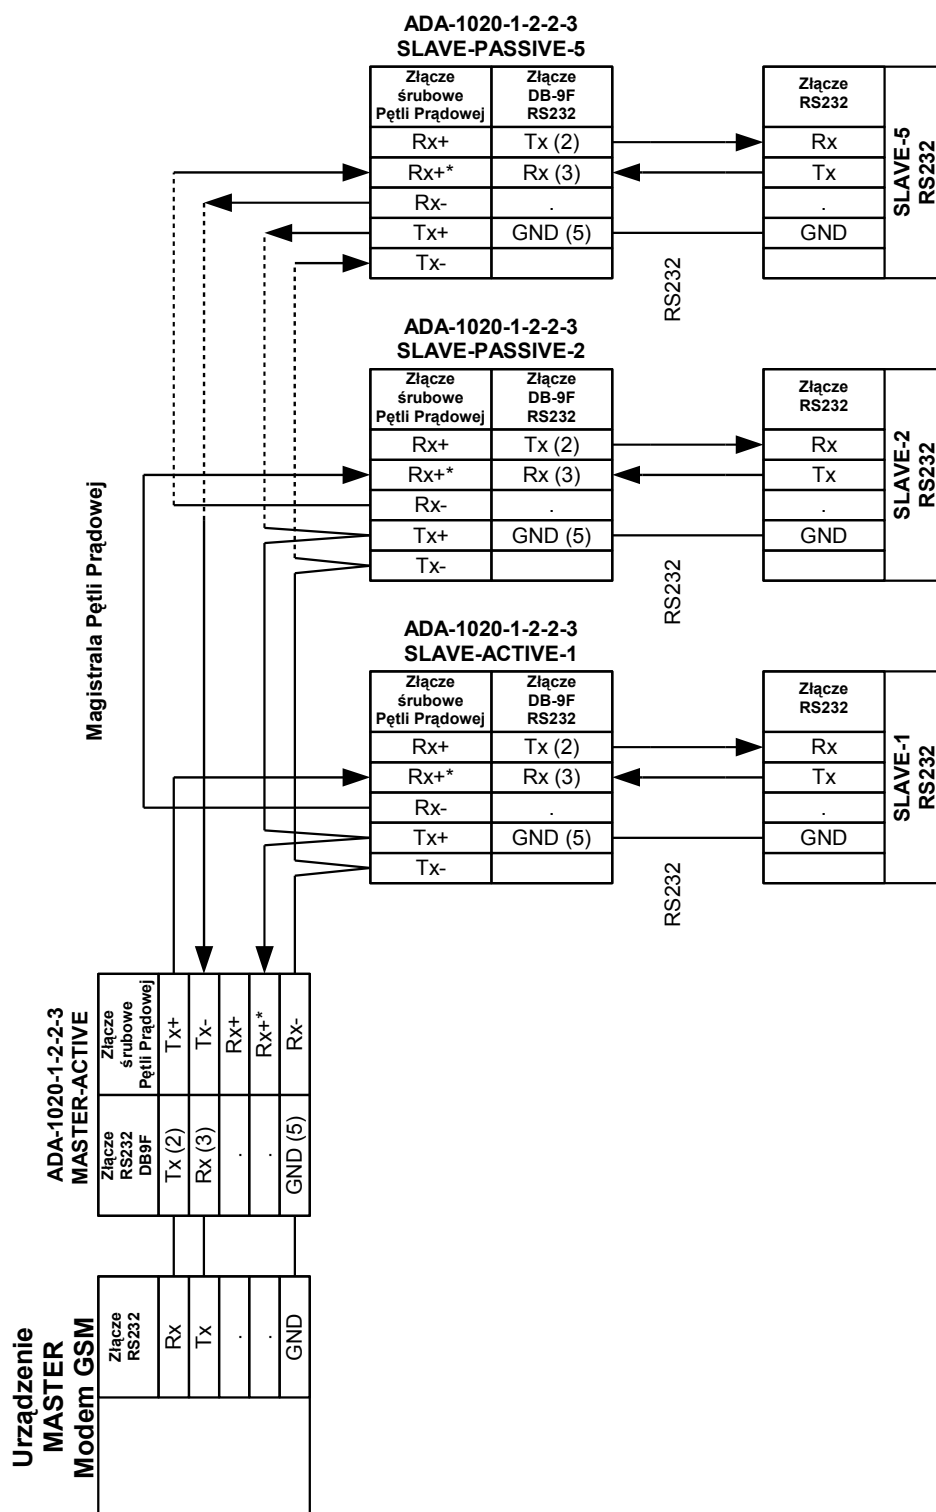 ADA-1020-1-2-2-3
SLAVE-PASSIVE-5
Złącze
śrubowe
Pętli Prądowej
Złącze
DB-9F
RS232
Rx+
Tx (2)
Rx+*
Rx (3)
Rx-
.
Tx+
GND (5)
Tx-
Złącze
RS232
Rx
Tx
.
GND
SLAVE-5
RS232
RS232
ADA-1020-1-2-2-3
SLAVE-PASSIVE-2
Złącze
śrubowe
Pętli Prądowej
Złącze
DB-9F
RS232
Rx+
Tx (2)
Rx+*
Rx (3)
Rx-
.
Tx+
GND (5)
Tx-
Złącze
RS232
Rx
Tx
.
GND
SLAVE-2
RS232
RS232
Magistrala Pętli Prądowej
ADA-1020-1-2-2-3
SLAVE-ACTIVE-1
Złącze
śrubowe
Pętli Prądowej
Złącze
DB-9F
RS232
Rx+
Tx (2)
Rx+*
Rx (3)
Rx-
.
Tx+
GND (5)
Tx-
Złącze
RS232
Rx
Tx
.
GND
SLAVE-1
RS232
RS232
ADA-1020-1-2-2-3
MASTER-ACTIVE
Złącze
śrubowe
Pętli Prądowej
Tx+
Tx-
Rx+
Rx+*
Rx-
Złącze
RS232
DB9F
Tx (2)
Rx (3)
.
.
GND (5)
Urządzenie
MASTER
Modem GSM
Złącze
RS232
Rx
Tx
.
.
GND